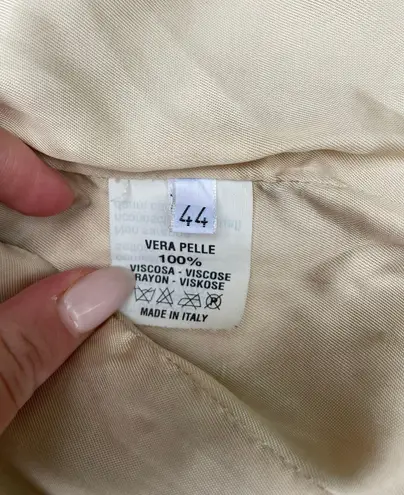 44
VERA PELLE
100%
VISCOSA - VISCOSE
RAYON - VISKOSE
MADE IN ITALY